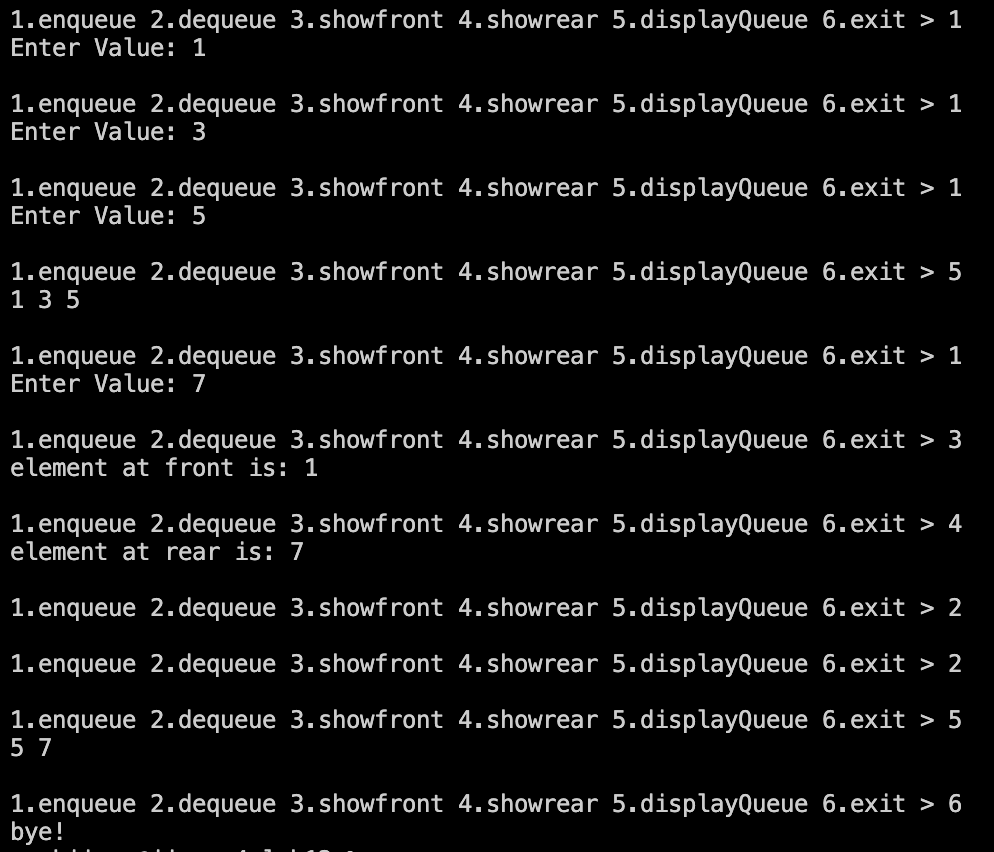 1.enqueue 2.dequeue 3.showfront 4.showrear 5.displayQueue 6.exit > 1
Enter Value: 1
1.enqueue 2.dequeue 3.showfront 4.showrear 5.displayQueue 6.exit > 1
Enter Value: 3
1.enqueue 2.dequeue 3.showfront 4.showrear 5.displayQueue 6.exit > 1
Enter Value: 5
1.enqueue 2.dequeue 3.showfront 4.showrear 5.displayQueue 6.exit > 5
1 3 5
1.enqueue 2.dequeue 3.showfront 4.showrear 5.displayQueue 6.exit > 1
Enter Value: 7
1.enqueue 2.dequeue 3.showfront 4.showrear 5.displayQueue 6.exit > 3
element at front is: 1
1.enqueue 2.dequeue 3.showfront 4.showrear 5.displayQueue 6.exit > 4
element at rear is: 7
1.enqueue 2.dequeue 3.showfront 4.showrear 5.displayQueue 6.exit > 2
1.enqueue 2.dequeue 3.showfront 4.showrear 5.displayQueue 6.exit > 2
1.enqueue 2.dequeue 3.showfront 4.showrear 5.displayQueue 6.exit > 5
5 7
1.enqueue 2.dequeue 3.showfront 4.showrear 5.displayQueue 6.exit > 6
bye!